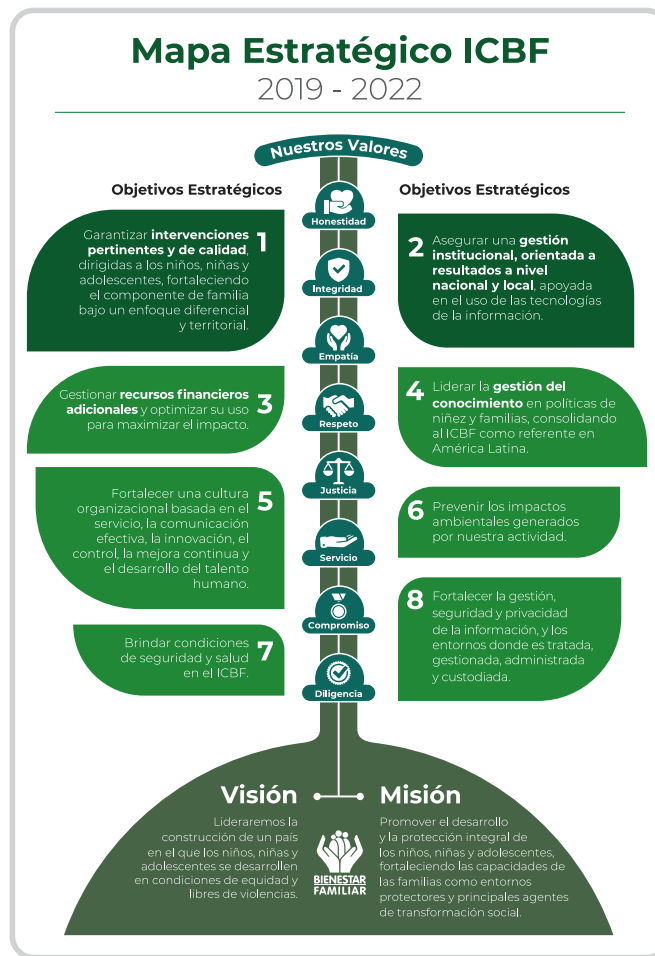 Mapa Estratégico ICBF
2019 - 2022
Nuestros Valores
Objetivos Estratégicos
Objetivos Estratégicos
Honestidad
Integridad
Empatía
Respeto
Justicia
Servicio
Compromiso
Diligencia
1
Garantizar intervenciones
pertinentes y de calidad,
dirigidas a los niños, niñas y
adolescentes, fortaleciendo
el componente de familia
bajo un enfoque diferencial
y territorial.
2
Asegurar una gestión
institucional, orientada a
resultados a nivel
nacional y local, apoyada
en el uso de las tecnologías
de la información.
3
Gestionar recursos financieros
adicionales y optimizar su uso
para maximizar el impacto.
4
Liderar la gestión del
conocimiento en políticas de
niñez y familias, consolidando
al ICBF como referente en
América Latina.
5
Fortalecer una cultura
organizacional basada en el
servicio, la comunicación
efectiva, la innovación, el
control, la mejora continua y
el desarrollo del talento
humano.
6
Prevenir los impactos
ambientales generados
por nuestra actividad.
7
Brindar condiciones
de seguridad y salud
en el ICBF.
8
Fortalecer la gestión,
seguridad y privacidad
de la información, y los
entornos donde es tratada,
gestionada, administrada
y custodiada.
Visión
Lideraremos la
construcción de un país
en el que los niños, niñas y
adolescentes se desarrollen
en condiciones de equidad y
libres de violencias.
BIENESTAR
FAMILIAR
Misión
Promover el desarrollo
y la protección integral de
los niños, niñas y adolescentes,
fortaleciendo las capacidades de
las familias como entornos
protectores y principales agentes
de transformación social.